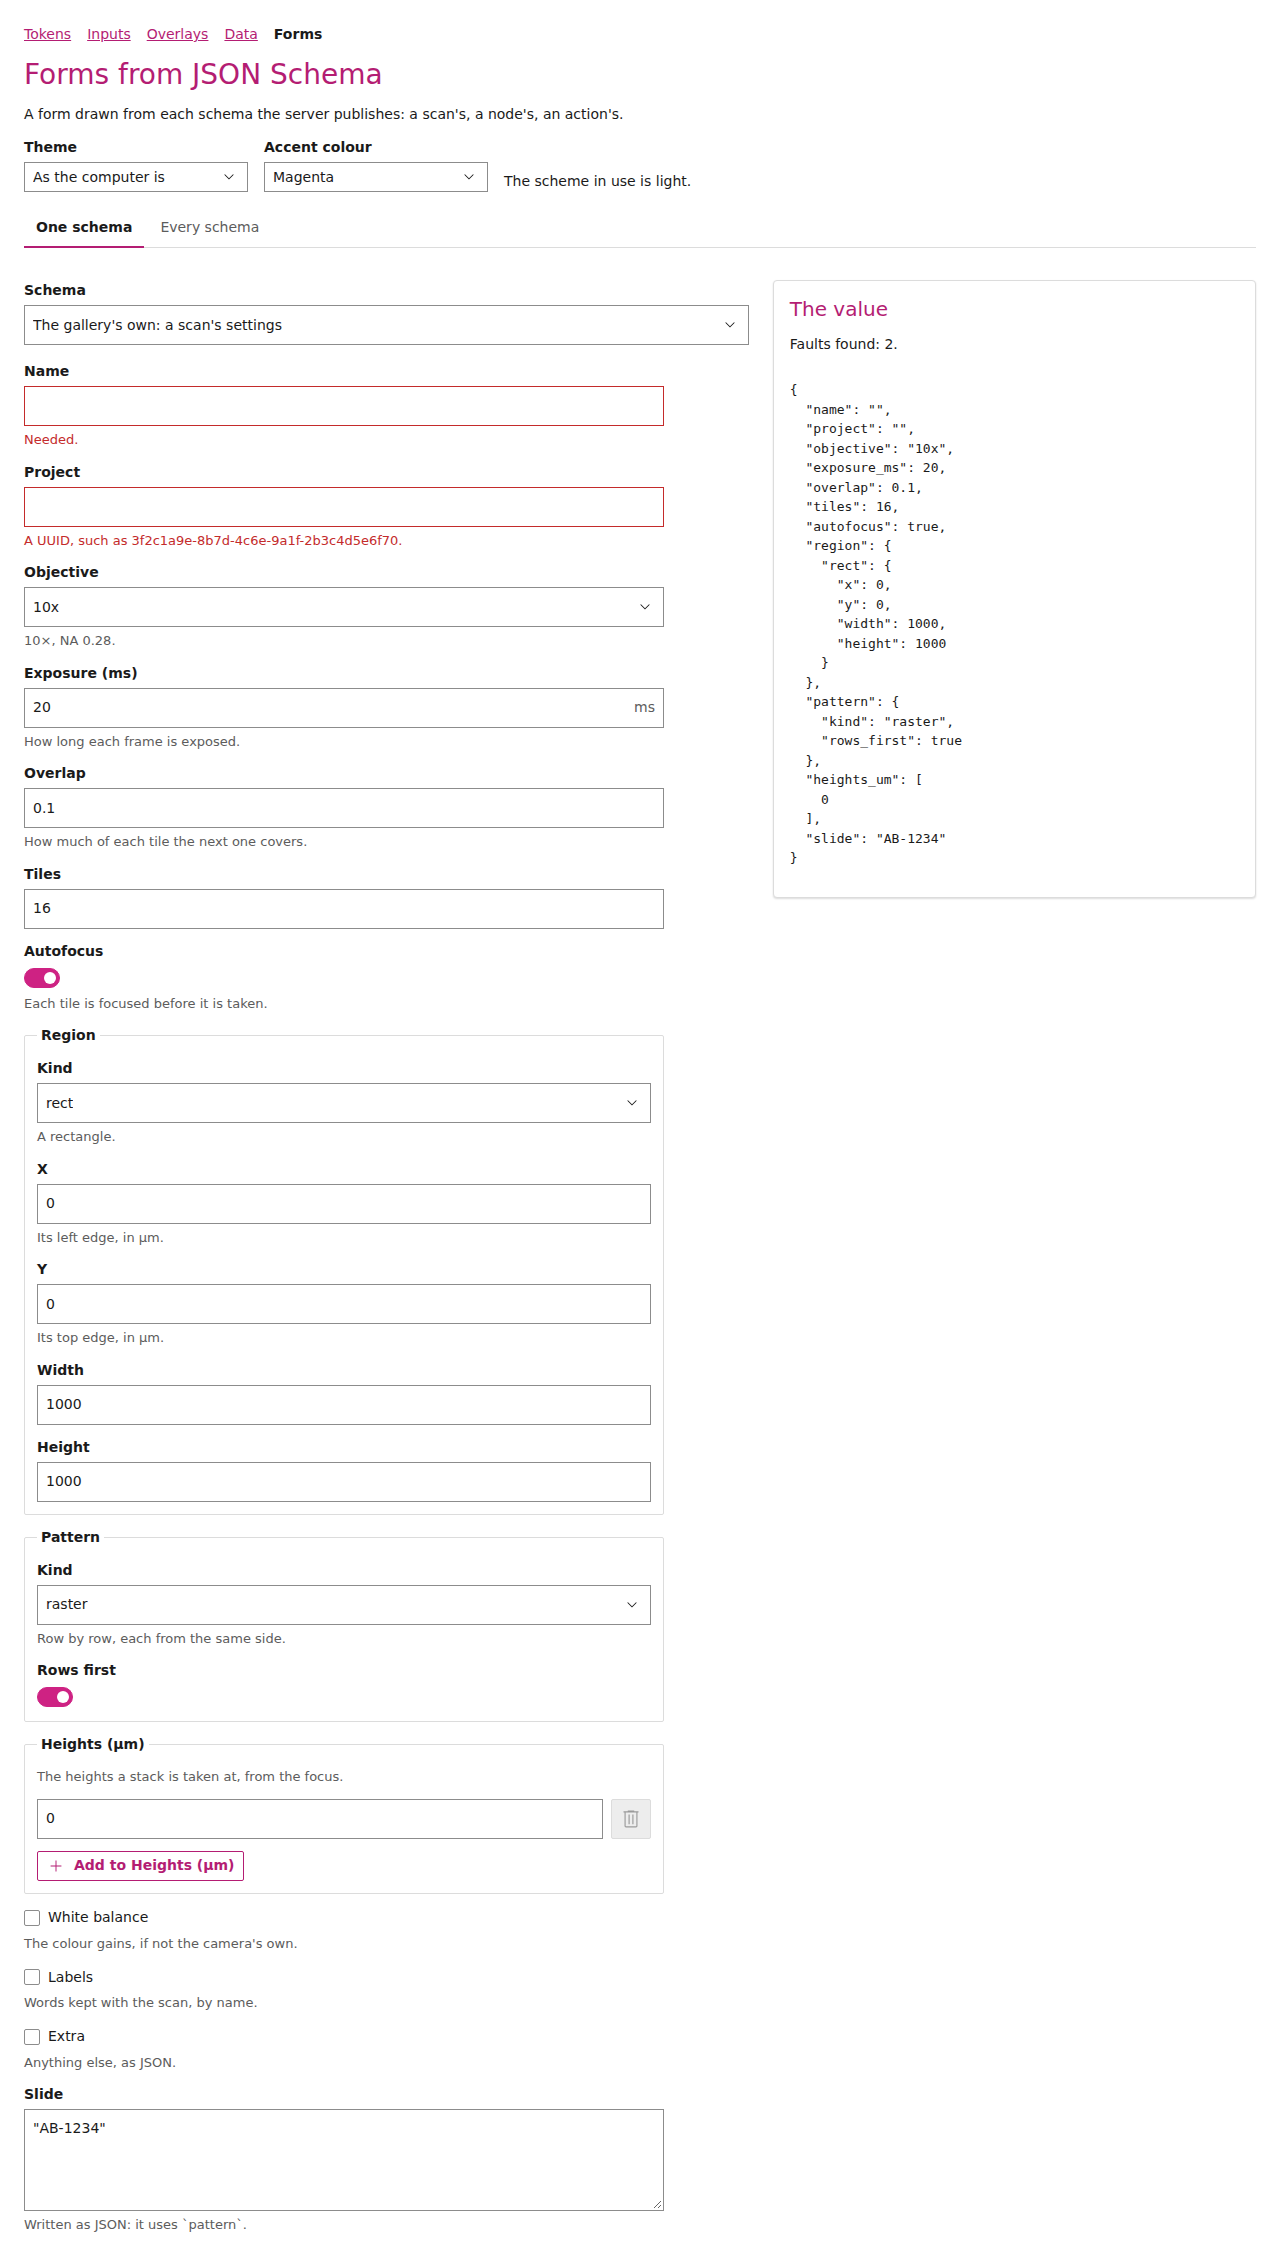 Tokens Inputs Overlays Data Forms
Forms from JSON Schema
A form drawn from each schema the server publishes: a scan's, a node's, an action's.
Theme
As the computer is
Accent colour
Magenta
The scheme in use is light.
One schema Every schema
Schema
The gallery's own: a scan's settings
Name
Needed.
Project
A UUID, such as 3f2c1a9e-8b7d-4c6e-9a1f-2b3c4d5e6f70.
Objective
10x
10×, NA 0.28.
Exposure (ms)
20 ms
How long each frame is exposed.
Overlap
0.1
How much of each tile the next one covers.
Tiles
16
Autofocus
Each tile is focused before it is taken.
Region
Kind
rect
A rectangle.
X
0
Its left edge, in µm.
Y
0
Its top edge, in µm.
Width
1000
Height
1000
Pattern
Kind
raster
Row by row, each from the same side.
Rows first
Heights (µm)
The heights a stack is taken at, from the focus.
0
Add to Heights (µm)
White balance
The colour gains, if not the camera's own.
Labels
Words kept with the scan, by name.
Extra
Anything else, as JSON.
Slide
"AB-1234"
Written as JSON: it uses `pattern`.
The value
Faults found: 2.
{
  "name": "",
  "project": "",
  "objective": "10x",
  "exposure_ms": 20,
  "overlap": 0.1,
  "tiles": 16,
  "autofocus": true,
  "region": {
    "rect": {
      "x": 0,
      "y": 0,
      "width": 1000,
      "height": 1000
    }
  },
  "pattern": {
    "kind": "raster",
    "rows_first": true
  },
  "heights_um": [
    0
  ],
  "slide": "AB-1234"
}